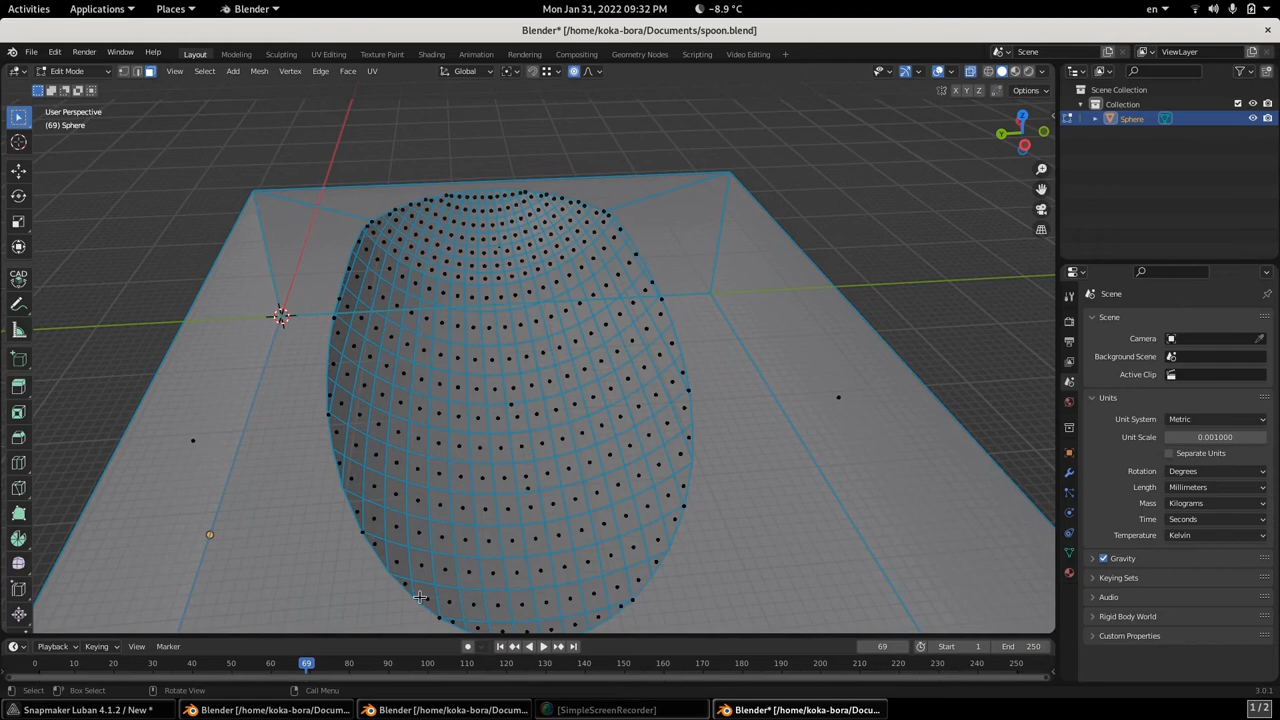 Activities Applications Places Blender Mon Jan 31, 2022 09:32 PM -8.9 °C en
Blender* [/home/koka-bora/Documents/spoon.blend]
File Edit Render Window Help Layout Modeling Sculpting UV Editing Texture Paint Shading Animation Rendering Compositing Geometry Nodes Video Editing + Scene ViewLayer
Edit Mode View Select Add Mesh Vertex Edge Face UV Global
X Y Z Options
User Perspective
(69) Sphere
Scene Collection
Collection
Sphere
Z
Y
CAD
Scene
Scene
Camera
Background Scene
Active Clip
Units
Unit System Metric
Unit Scale 0.001000
Separate Units
Rotation Degrees
Length Millimeters
Mass Kilograms
Time Seconds
Temperature Kelvin
Gravity
Keying Sets
Audio
Rigid Body World
Custom Properties
Playback Keying View Marker 69 Start 1 End 250
0 10 20 30 40 50 60 69 80 90 100 110 120 130 140 150 160 170 180 190 200 210 220 230 240 250
Select Box Select Rotate View Call Menu 3.0.1
Snapmaker Luban 4.1.2 / New * Blender [/home/koka-bora/Docum... Blender [/home/koka-bora/Docum... [SimpleScreenRecorder] Blender* [/home/koka-bora/Docu... 1/2